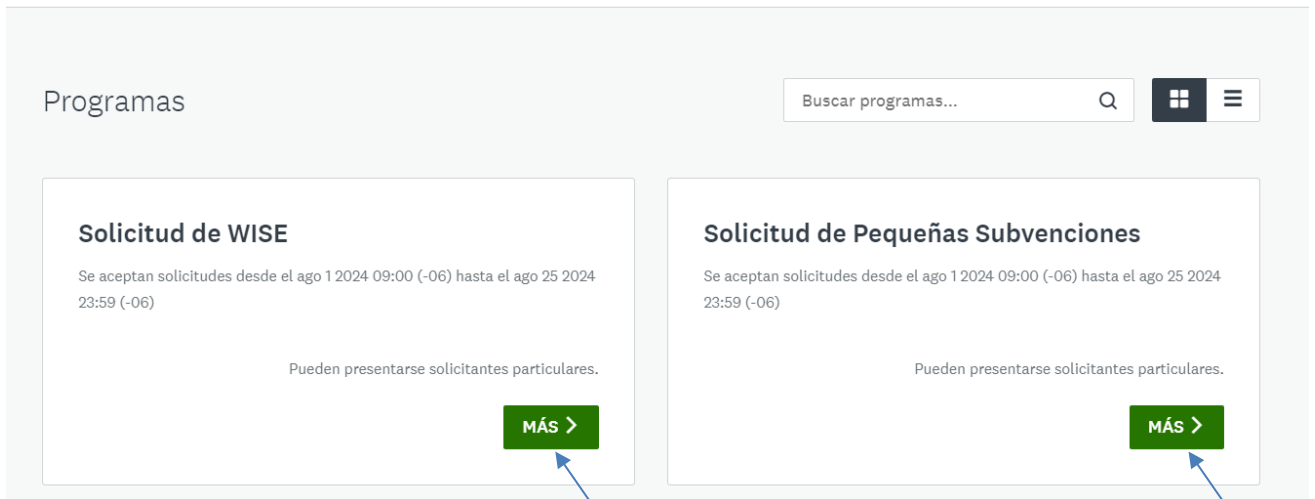 Programas
Buscar programas...
Solicitud de WISE
Se aceptan solicitudes desde el ago 1 2024 09:00 (-06) hasta el ago 25 2024
23:59 (-06)
Pueden presentarse solicitantes particulares.
MÁS
Solicitud de Pequeñas Subvenciones
Se aceptan solicitudes desde el ago 1 2024 09:00 (-06) hasta el ago 25 2024
23:59 (-06)
Pueden presentarse solicitantes particulares.
MÁS